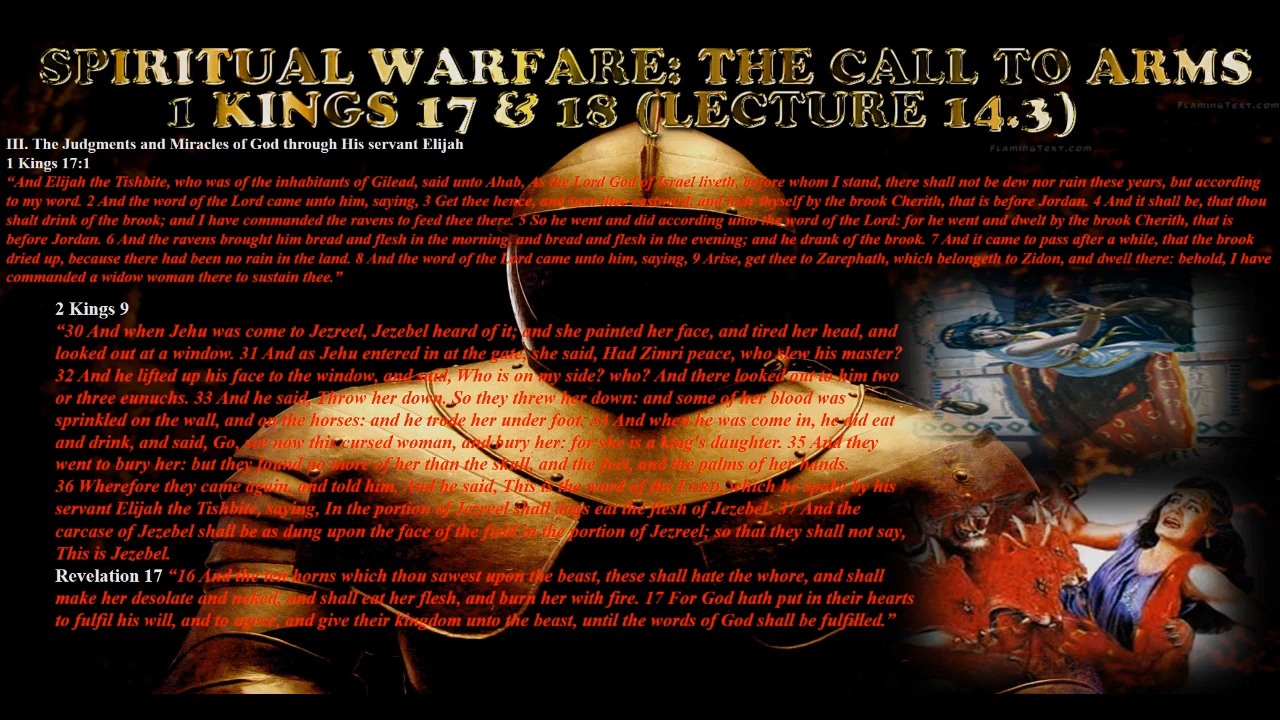 SPIRITUAL WARFARE: THE CALL TO ARMS
1 KINGS 17 & 18 (LECTURE 14.3)
FlamingText.com
FlamingText.com
III. The Judgments and Miracles of God through His servant Elijah
1 Kings 17:1
“And Elijah the Tishbite, who was of the inhabitants of Gilead, said unto Ahab, As the Lord God of Israel liveth, before whom I stand, there shall not be dew nor rain these years, but according
to my word. 2 And the word of the Lord came unto him, saying, 3 Get thee hence, and turn thee eastward, and hide thyself by the brook Cherith, that is before Jordan. 4 And it shall be, that thou
shalt drink of the brook; and I have commanded the ravens to feed thee there. 5 So he went and did according unto the word of the Lord: for he went and dwelt by the brook Cherith, that is
before Jordan. 6 And the ravens brought him bread and flesh in the morning, and bread and flesh in the evening; and he drank of the brook. 7 And it came to pass after a while, that the brook
dried up, because there had been no rain in the land. 8 And the word of the Lord came unto him, saying, 9 Arise, get thee to Zarephath, which belongeth to Zidon, and dwell there: behold, I have
commanded a widow woman there to sustain thee.”
2 Kings 9
“30 And when Jehu was come to Jezreel, Jezebel heard of it; and she painted her face, and tired her head, and
looked out at a window. 31 And as Jehu entered in at the gate, she said, Had Zimri peace, who slew his master?
32 And he lifted up his face to the window, and said, Who is on my side? who? And there looked out to him two
or three eunuchs. 33 And he said, Throw her down. So they threw her down: and some of her blood was
sprinkled on the wall, and on the horses: and he trode her under foot. 34 And when he was come in, he did eat
and drink, and said, Go, see now this cursed woman, and bury her: for she is a king's daughter. 35 And they
went to bury her: but they found no more of her than the skull, and the feet, and the palms of her hands.
36 Wherefore they came again, and told him. And he said, This is the word of the LORD, which he spake by his
servant Elijah the Tishbite, saying, In the portion of Jezreel shall dogs eat the flesh of Jezebel: 37 And the
carcase of Jezebel shall be as dung upon the face of the field in the portion of Jezreel; so that they shall not say,
This is Jezebel.
Revelation 17 “16 And the ten horns which thou sawest upon the beast, these shall hate the whore, and shall
make her desolate and naked, and shall eat her flesh, and burn her with fire. 17 For God hath put in their hearts
to fulfil his will, and to agree, and give their kingdom unto the beast, until the words of God shall be fulfilled.”